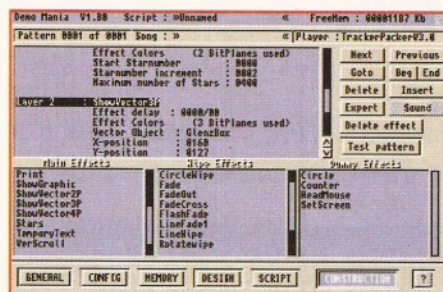 Demo Mania V1.80 Script : »Unnamed « FreeMem : 00001187 Kb
Pattern 0001 of 0001 Song : » « Player :TrackerPackerV3.0
Effect Colors (2 BitPlanes used)
Start Starnumber : 0000
Starnumber increment : 0002
Maximum number of Stars : 0400
Layer 2 : ShowVector3P
Effect delay : 0000/00
Effect Colors (3 BitPlanes used)
Vector Object : GlenzBox
X-position : 0160
Y-position : 0127
Next Previous
Goto Beg End
Delete Insert
Expert Sound
Delete effect
Test pattern
Main Effects
Print
ShowGraphic
ShowVector2P
ShowVector3P
ShowVector4P
Stars
TemporyText
VerScroll
Wipe Effects
CircleWipe
Fade
FadeOut
FadeCross
FlashFade
LineFade1
LineWipe
Rotatewipe
Dummy Effects
Circle
Counter
HeadMouse
SetScreen
GENERAL CONFIG MEMORY DESIGN SCRIPT CONSTRUCTION ?